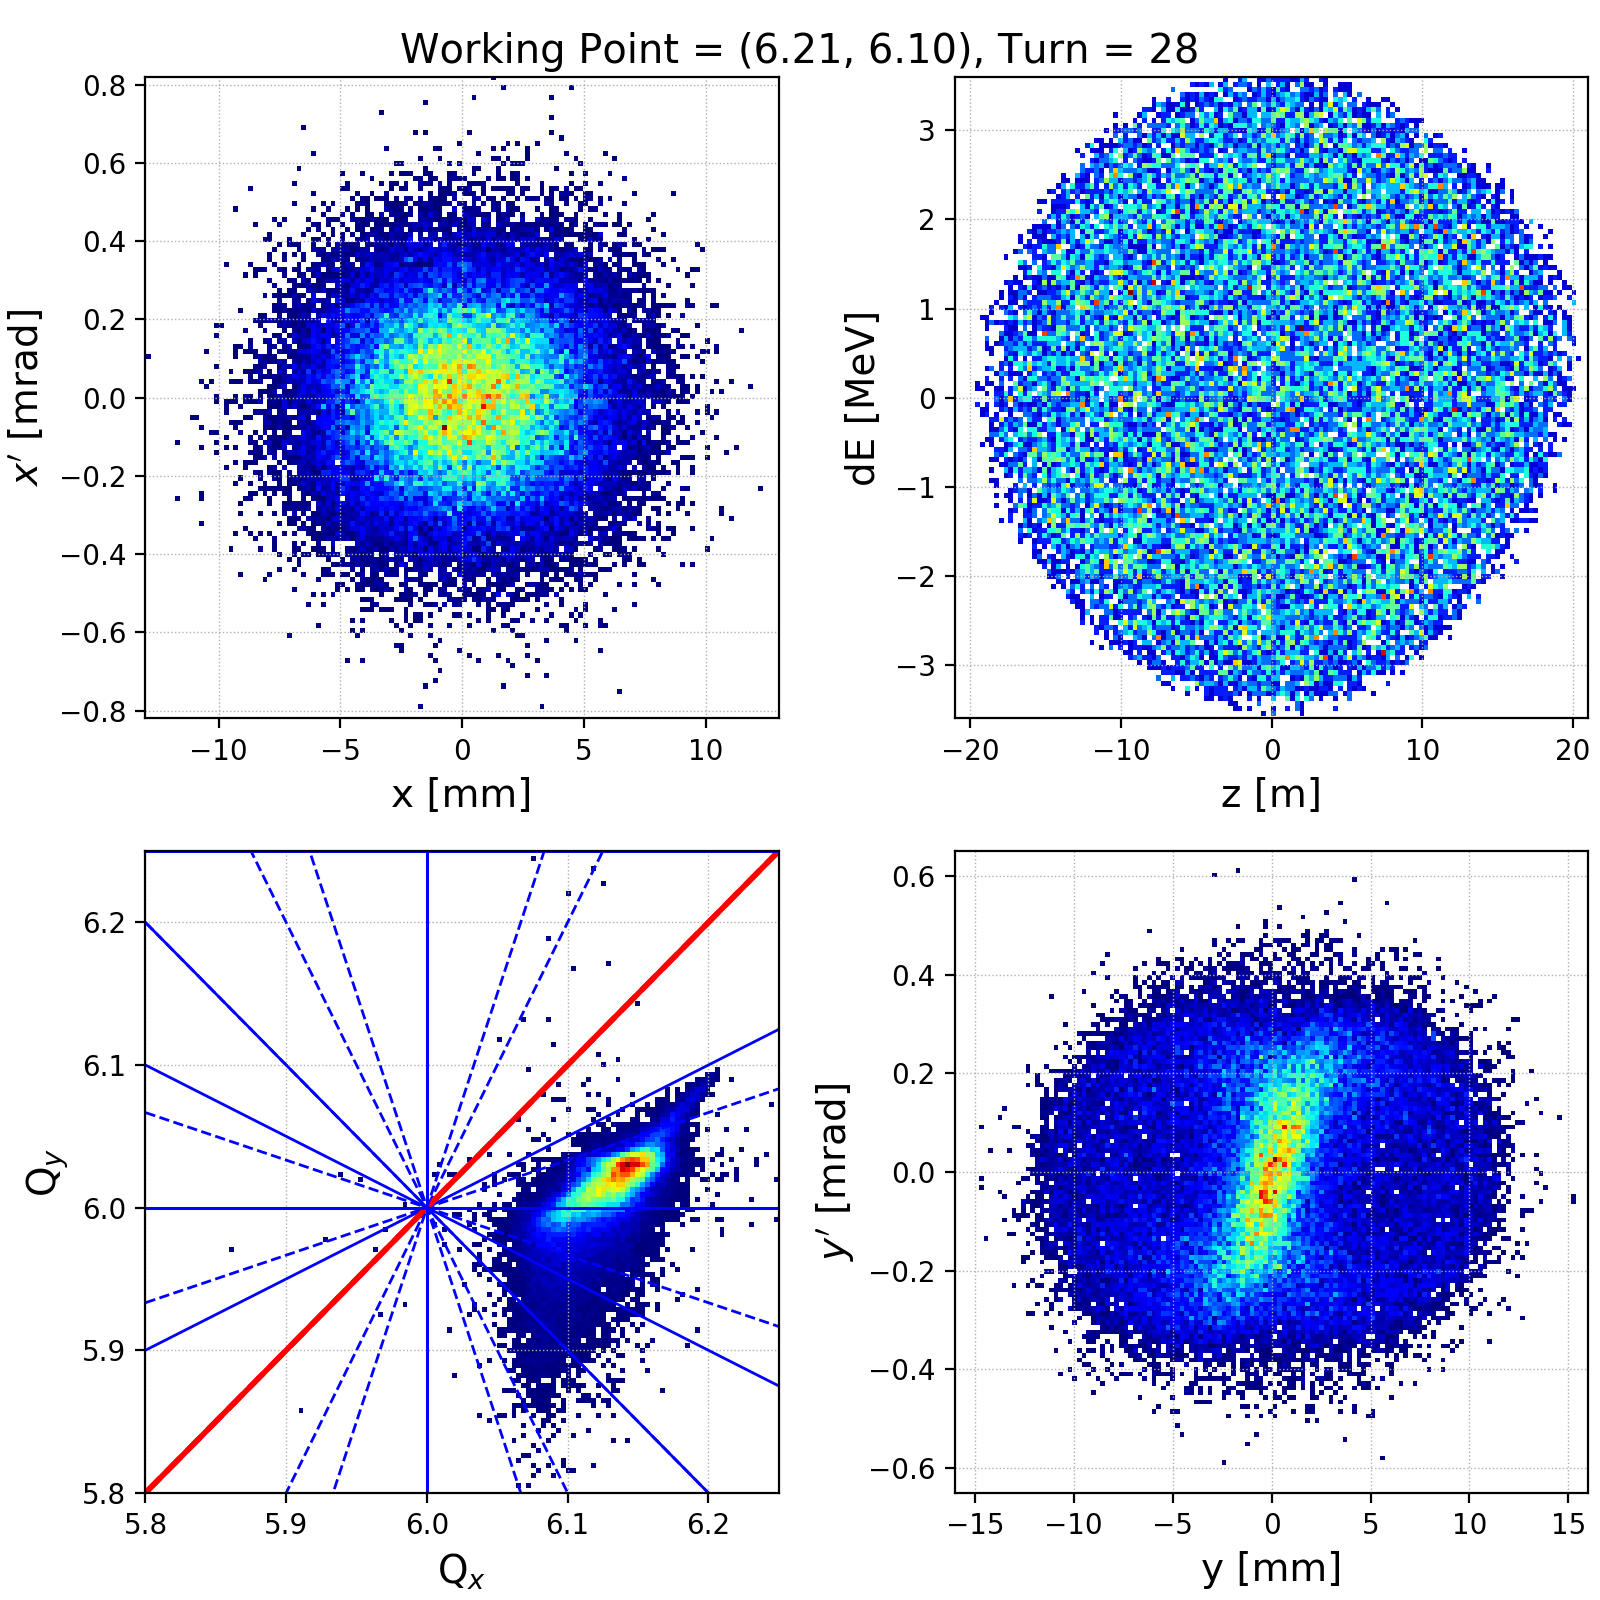 Working Point = (6.21, 6.10), Turn = 28
0.8
0.6
0.4
0.2
0.0
−0.2
−0.4
−0.6
−0.8
x′ [mrad]
−10 −5 0 5 10
x [mm]
3
2
1
0
−1
−2
−3
dE [MeV]
−20 −10 0 10 20
z [m]
6.2
6.1
6.0
5.9
5.8
Qy
5.8 5.9 6.0 6.1 6.2
Qx
0.6
0.4
0.2
0.0
−0.2
−0.4
−0.6
y′ [mrad]
−15 −10 −5 0 5 10 15
y [mm]